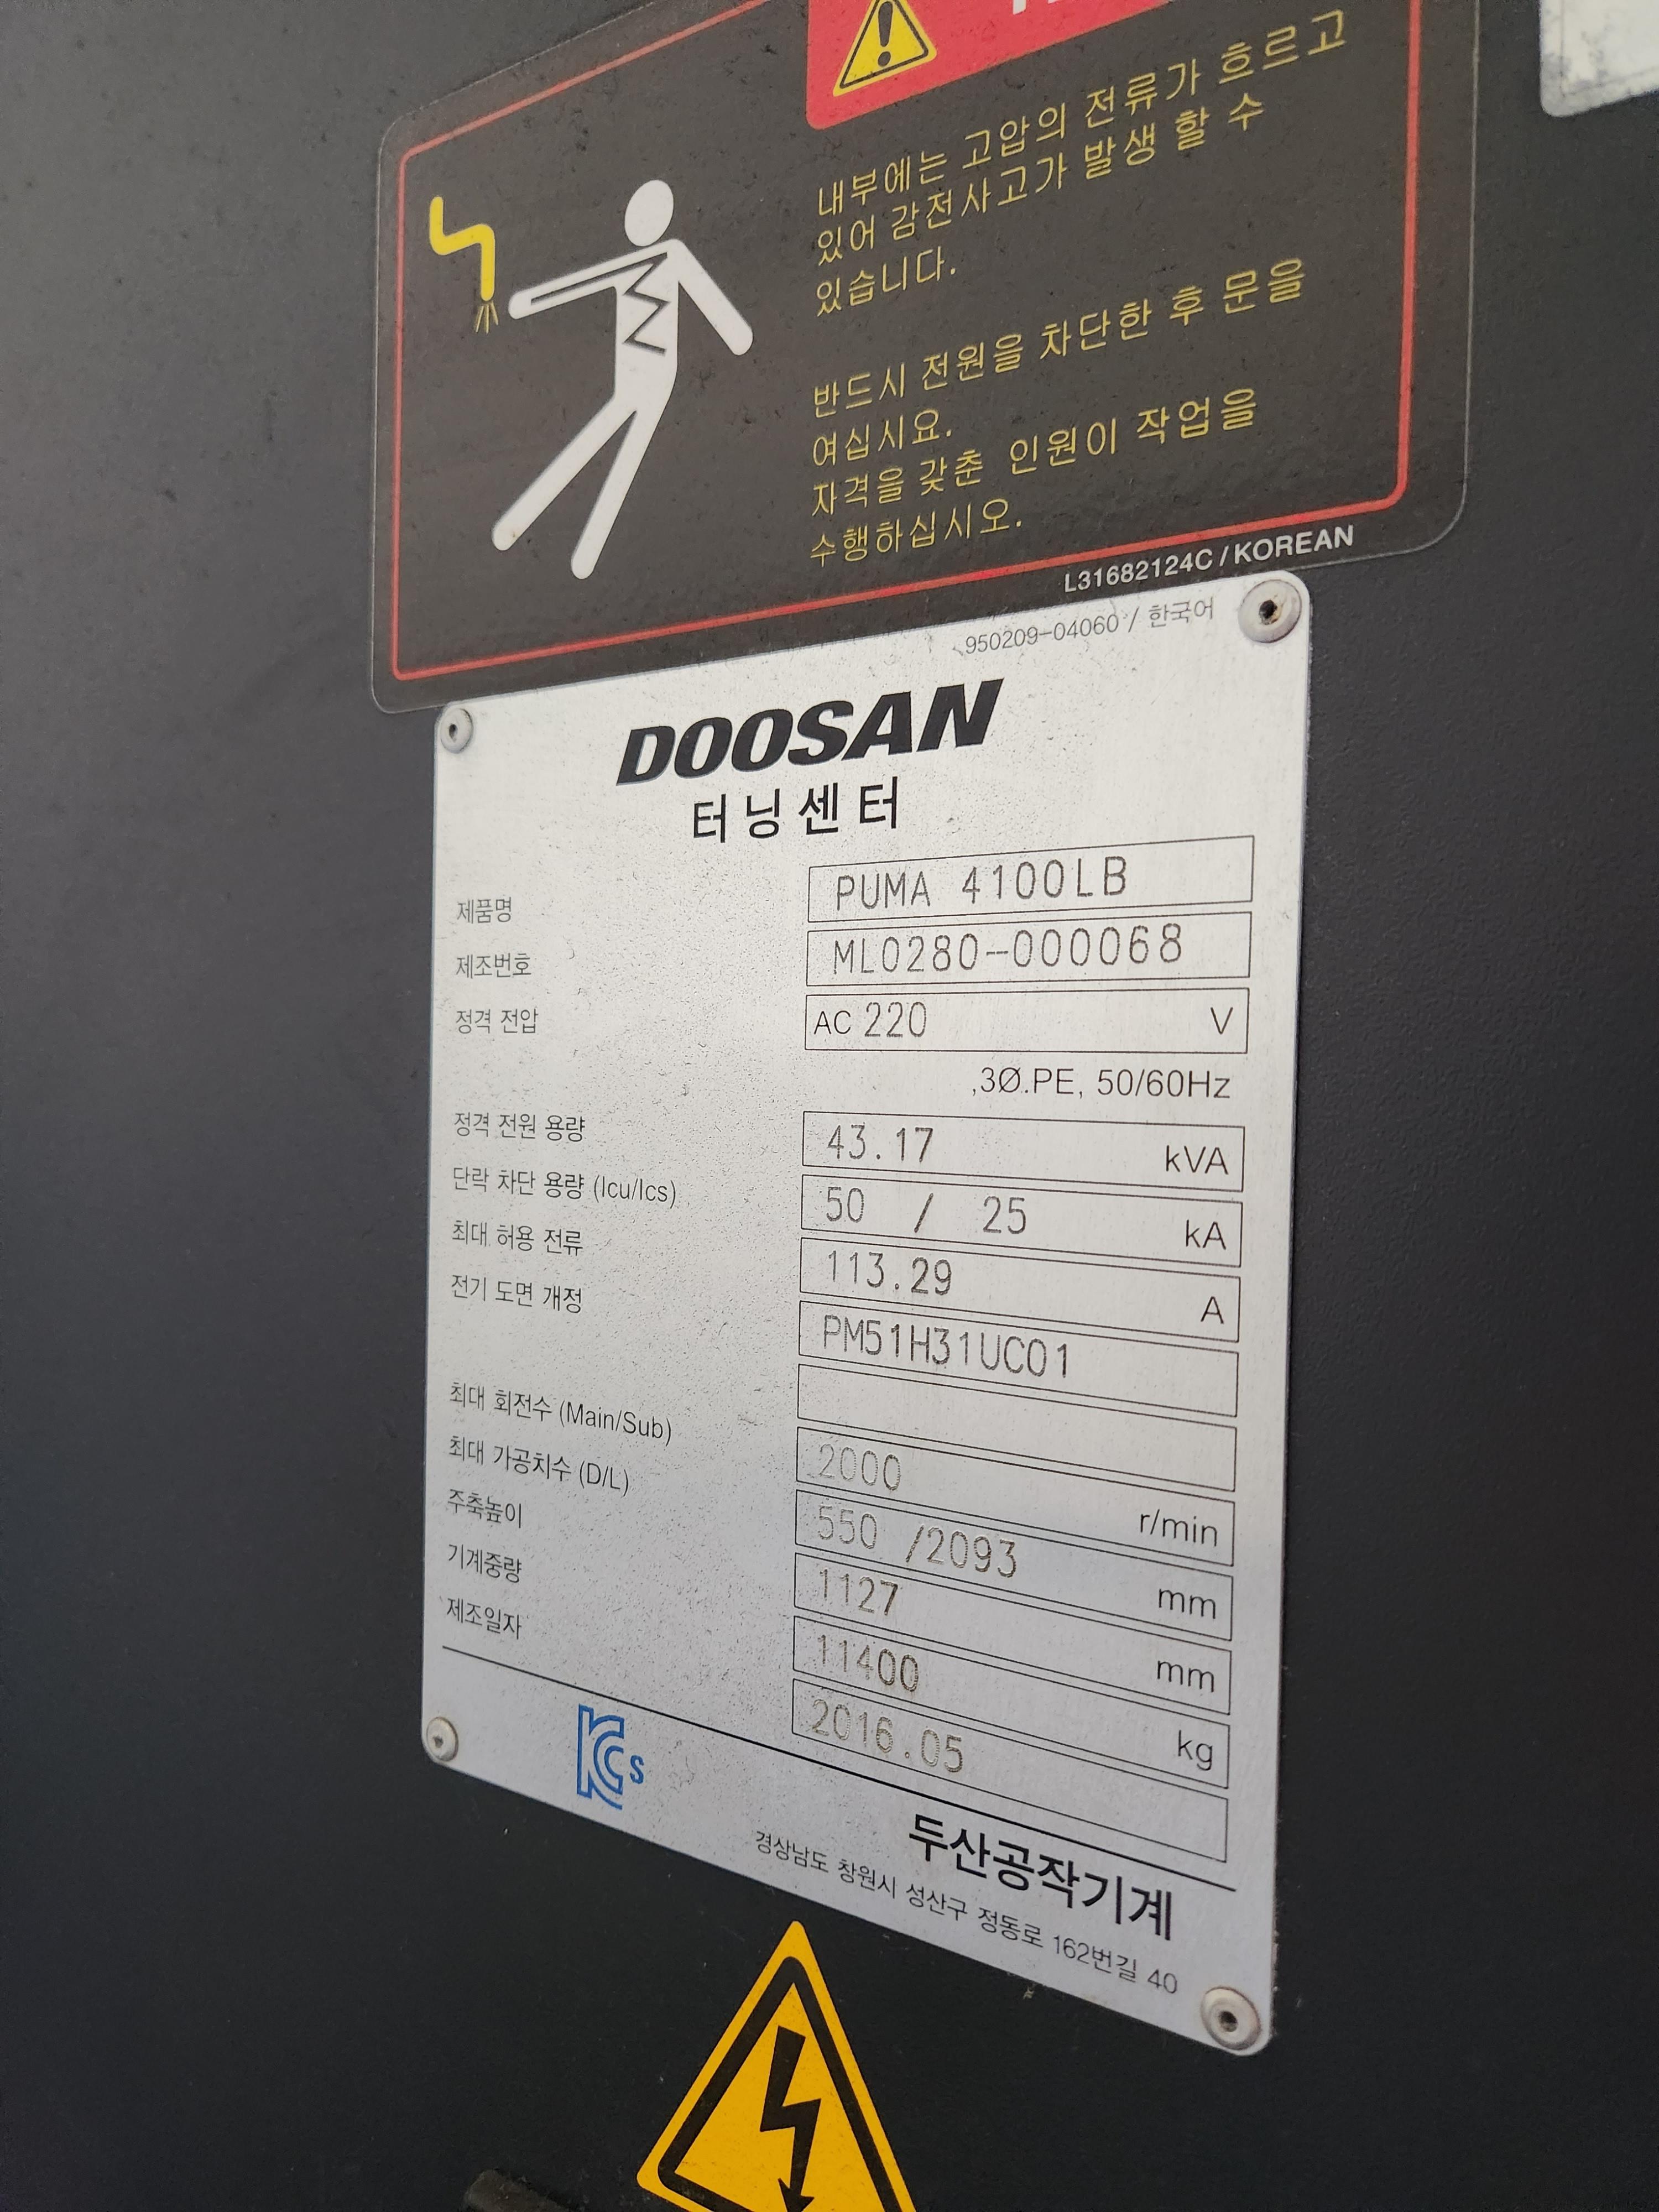 내부에는 고압의 전류가 흐르고
있어 감전사고가 발생 할 수
있습니다.
반드시 전원을 차단한 후 문을
여십시요.
자격을 갖춘 인원이 작업을
수행하십시오.
L31682124C / KOREAN
950209-04060 / 한국어
DOOSAN
터닝센터
제품명 PUMA 4100LB
제조번호 ML0280-000068
정격 전압 AC 220 V
,3Ø.PE, 50/60Hz
정격 전원 용량 43.17 kVA
단락 차단 용량 (Icu/Ics) 50 / 25 kA
최대 허용 전류 113.29 A
전기 도면 개정 PM51H31UC01
최대 회전수 (Main/Sub) 2000 r/min
최대 가공치수 (D/L) 550 /2093 mm
주축높이 1127 mm
기계중량 11400 kg
제조일자 2016.05
KCs
두산공작기계
경상남도 창원시 성산구 정동로 162번길 40